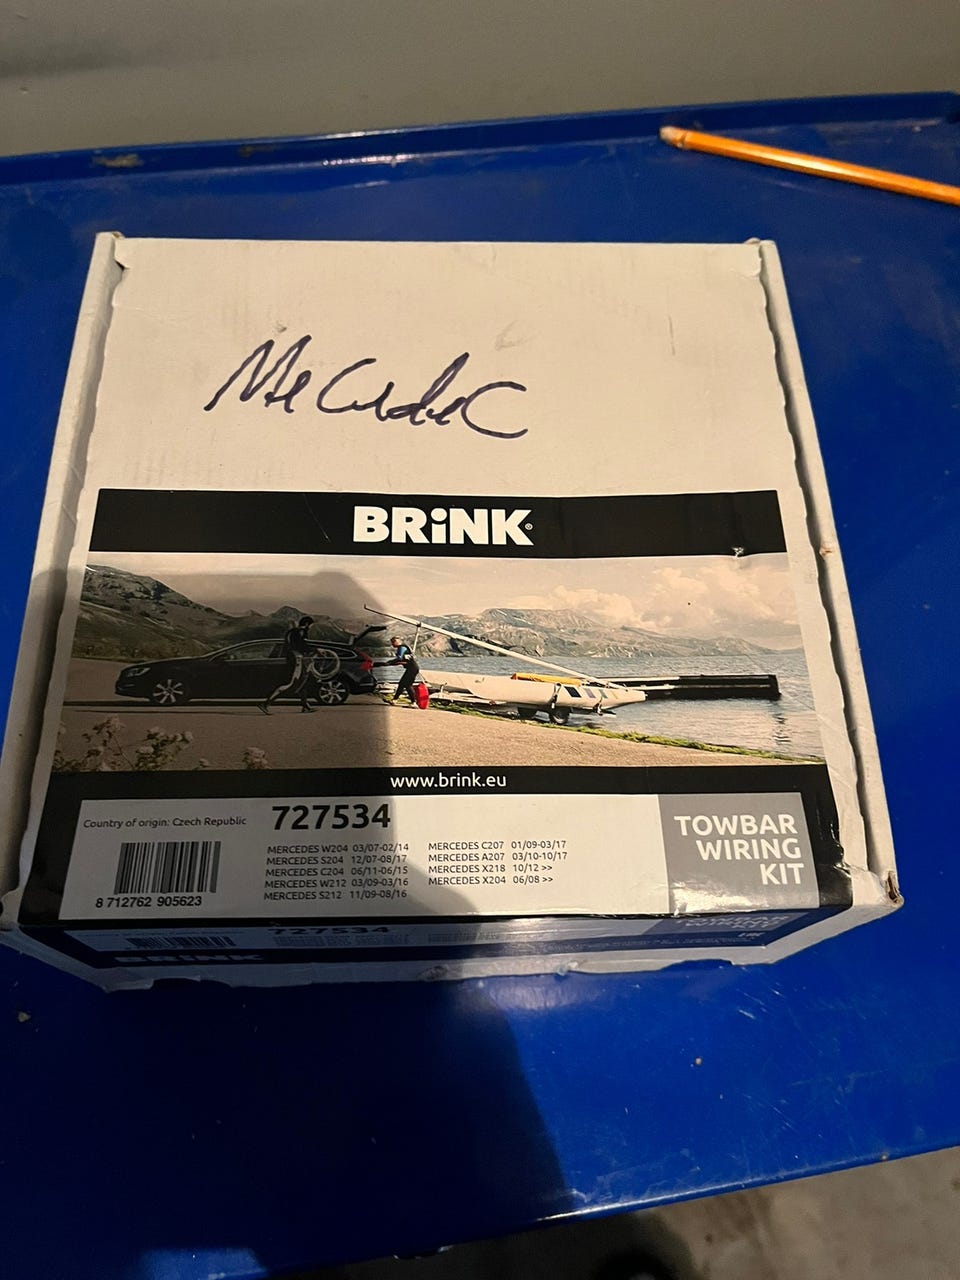 BRiNK®
www.brink.eu
Country of origin: Czech Republic
8 712762 905623
727534
MERCEDES W204 03/07-02/14
MERCEDES S204 12/07-08/17
MERCEDES C204 06/11-06/15
MERCEDES W212 03/09-03/16
MERCEDES S212 11/09-08/16
MERCEDES C207 01/09-03/17
MERCEDES A207 03/10-10/17
MERCEDES X218 10/12 >>
MERCEDES X204 06/08 >>
TOWBAR
WIRING
KIT
727534
BRiNK